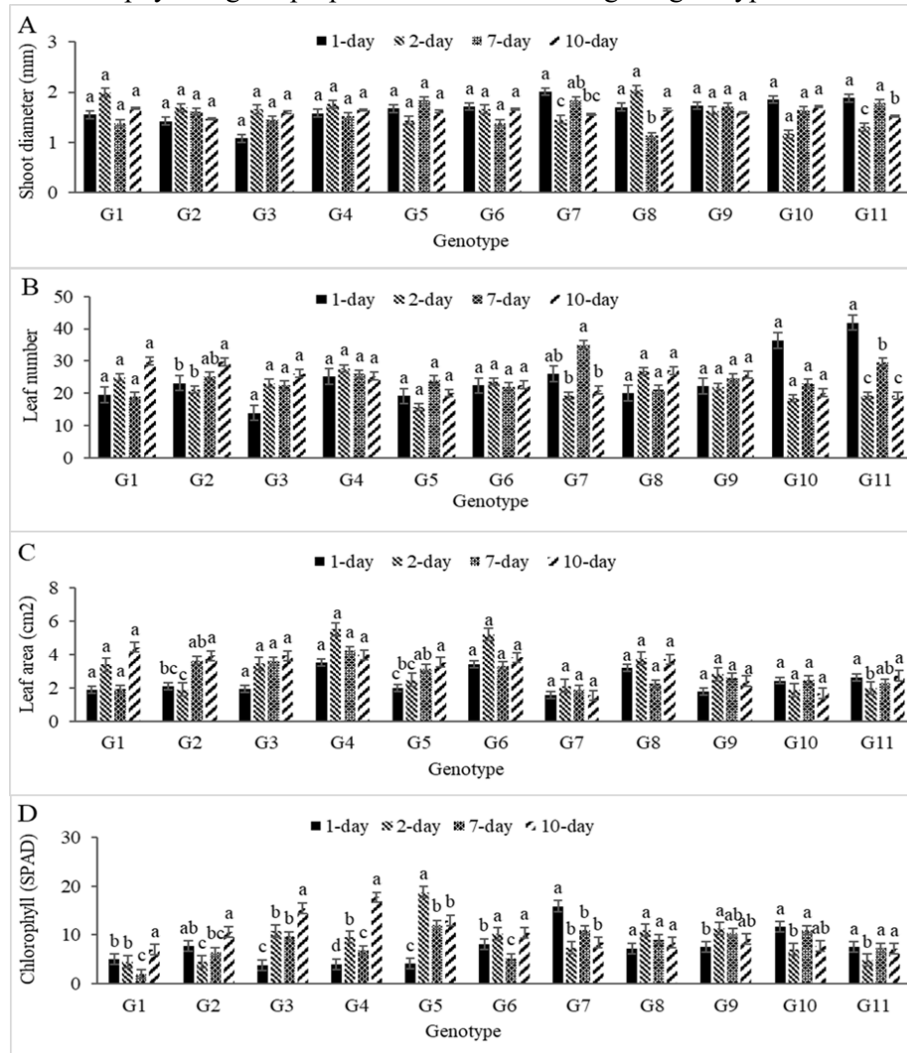 A
1-day 2-day 7-day 10-day
Shoot diameter (mm)
3
2
1
0
a a a a a a a a a a a a a a a a a a a a a a a a a c ab bc a a b a a a a a a a a a a c a b
G1 G2 G3 G4 G5 G6 G7 G8 G9 G10 G11
Genotype
B
1-day 2-day 7-day 10-day
Leaf number
50
40
30
20
10
0
a a a a b b ab a a a a a a a a a a a a a a a a a ab b a b a a a a a a a a a a a a a c b c
G1 G2 G3 G4 G5 G6 G7 G8 G9 G10 G11
Genotype
C
1-day 2-day 7-day 10-day
Leaf area (cm2)
8
6
4
2
0
a a a a bc c ab a a a a a a a a a c bc ab a a a a a a a a a a a a a a a a a a a a a a b ab a
G1 G2 G3 G4 G5 G6 G7 G8 G9 G10 G11
Genotype
D
1-day 2-day 7-day 10-day
Chlorophyll (SPAD)
30
20
10
0
b b c a ab c bc a c b b a d b c a c a b b b a c a a b a b a a a a b a ab ab a b a ab a a a a
G1 G2 G3 G4 G5 G6 G7 G8 G9 G10 G11
Genotype